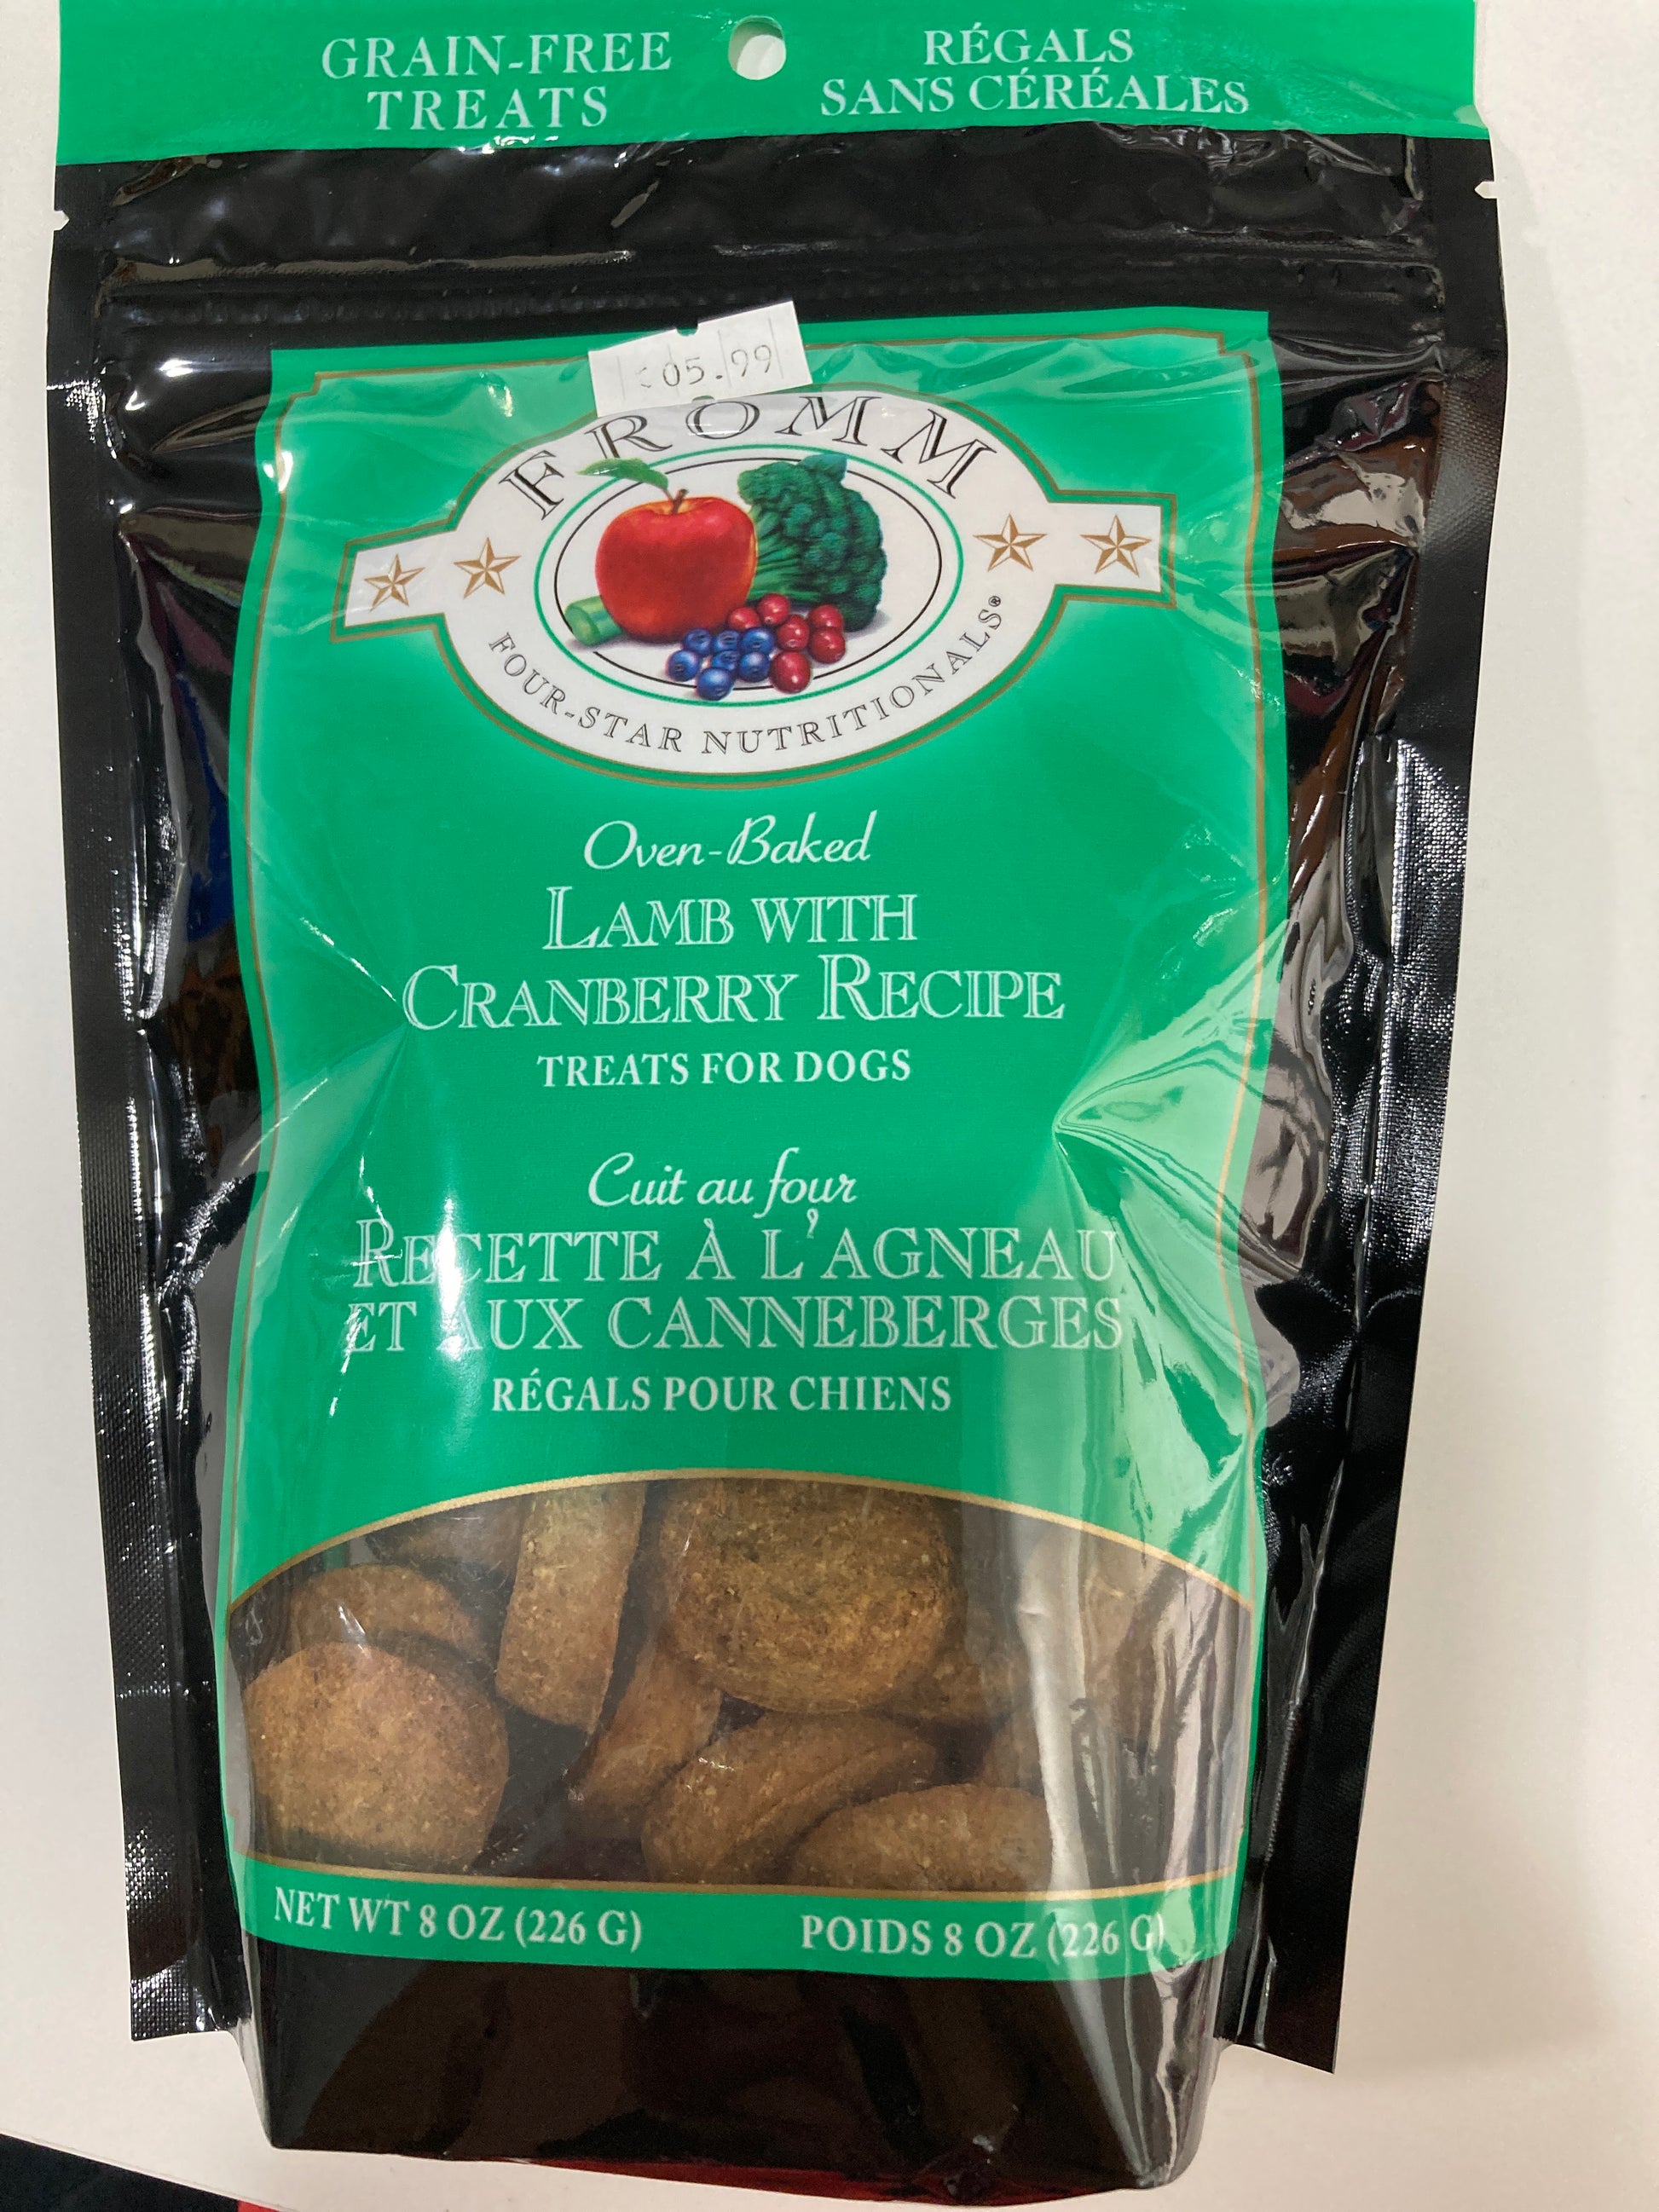 GRAIN-FREE
TREATS
RÉGALS
SANS CÉRÉALES
05.99
FROMM
FOUR-STAR NUTRITIONALS®
Oven-Baked
LAMB WITH
CRANBERRY RECIPE
TREATS FOR DOGS
Cuit au four
RECETTE À L'AGNEAU
ET AUX CANNEBERGES
RÉGALS POUR CHIENS
NET WT 8 OZ (226 G)
POIDS 8 OZ (226 G)